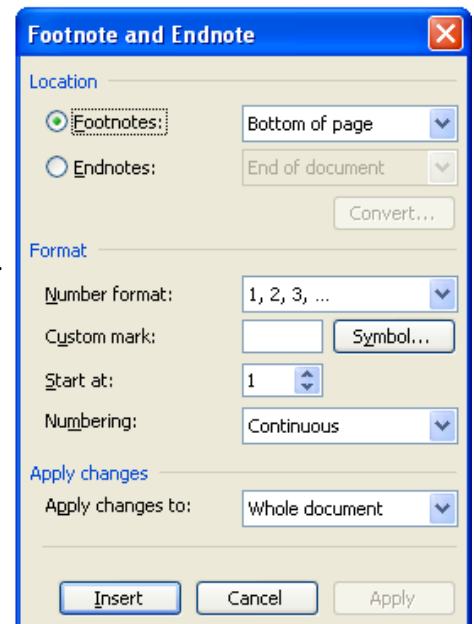 Footnote and Endnote
Location
Footnotes: Bottom of page
Endnotes: End of document
Convert...
Format
Number format: 1, 2, 3, ...
Custom mark: Symbol...
Start at: 1
Numbering: Continuous
Apply changes
Apply changes to: Whole document
Insert Cancel Apply